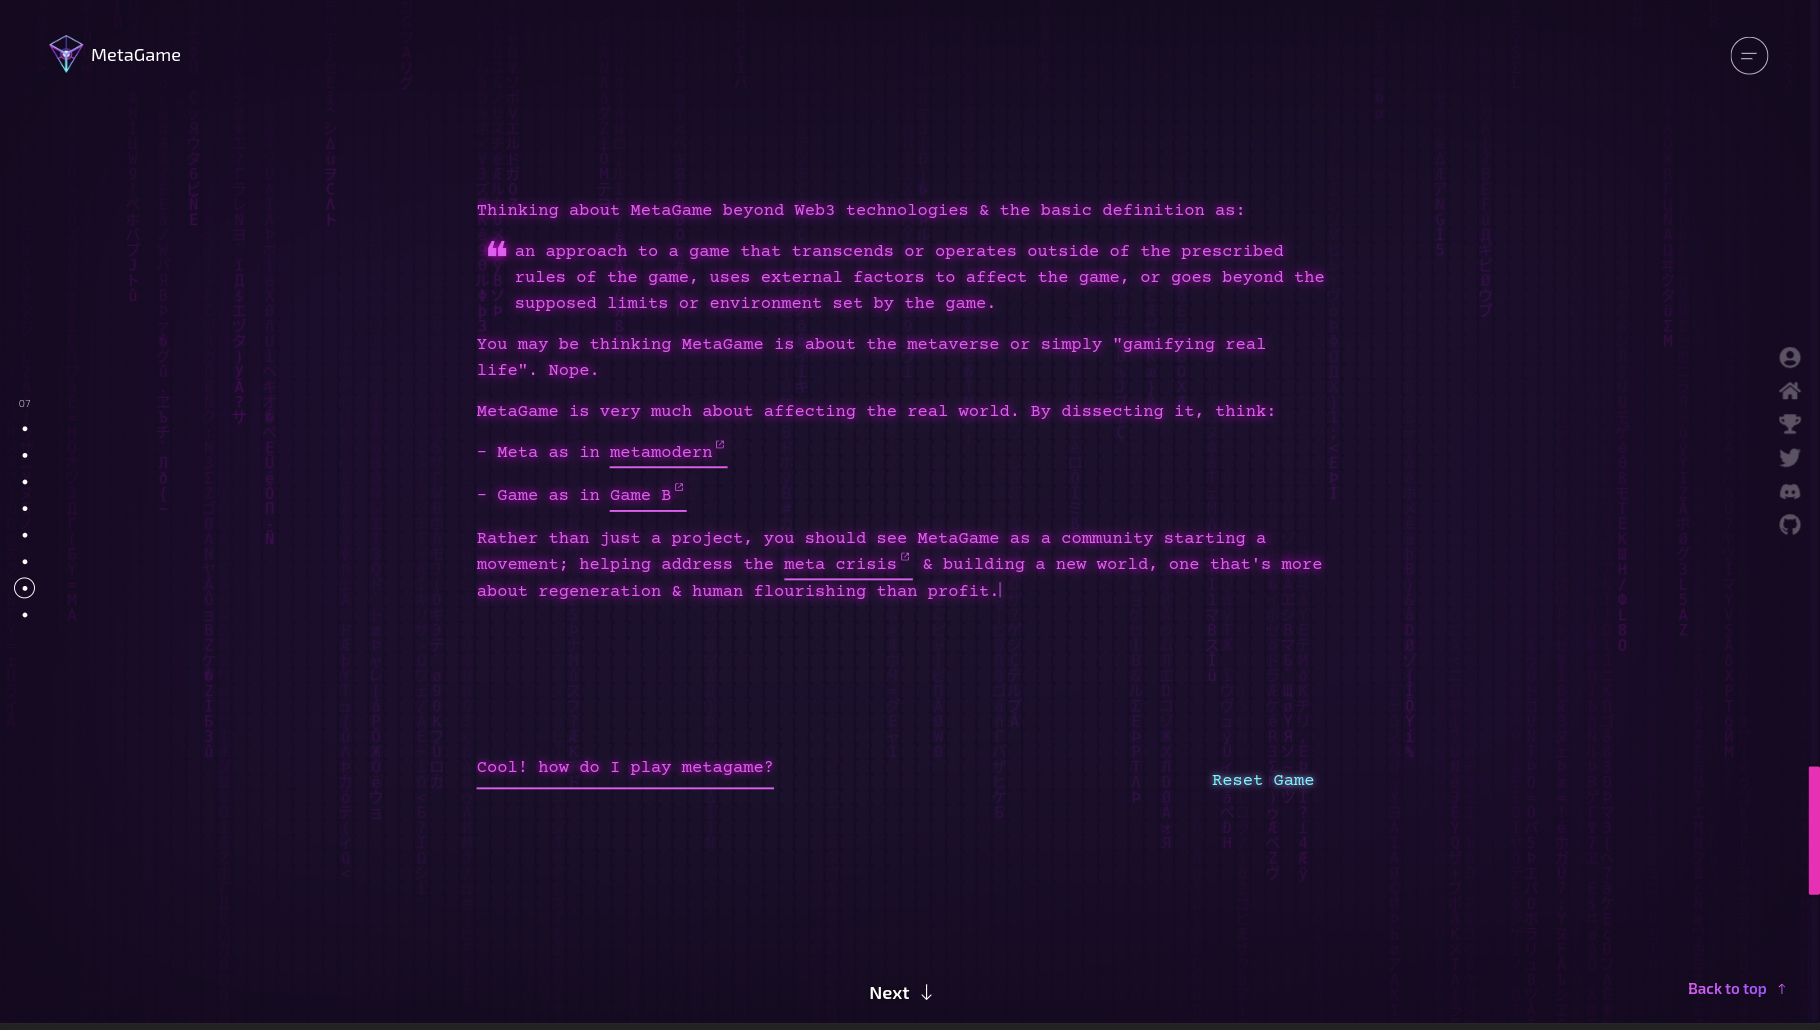 MetaGame
Thinking about MetaGame beyond Web3 technologies & the basic definition as:
❝ an approach to a game that transcends or operates outside of the prescribed
rules of the game, uses external factors to affect the game, or goes beyond the
supposed limits or environment set by the game.
You may be thinking MetaGame is about the metaverse or simply "gamifying real
life". Nope.
07
MetaGame is very much about affecting the real world. By dissecting it, think:
- Meta as in metamodern
- Game as in Game B
Rather than just a project, you should see MetaGame as a community starting a
movement; helping address the meta crisis & building a new world, one that's more
about regeneration & human flourishing than profit.
Cool! how do I play metagame?
Reset Game
Next ↓
Back to top ↑